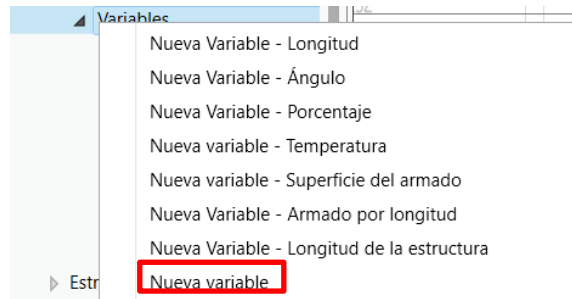 Variables
Nueva Variable - Longitud
Nueva Variable - Ángulo
Nueva Variable - Porcentaje
Nueva variable - Temperatura
Nueva variable - Superficie del armado
Nueva variable - Armado por longitud
Nueva Variable - Longitud de la estructura
Estr
Nueva variable